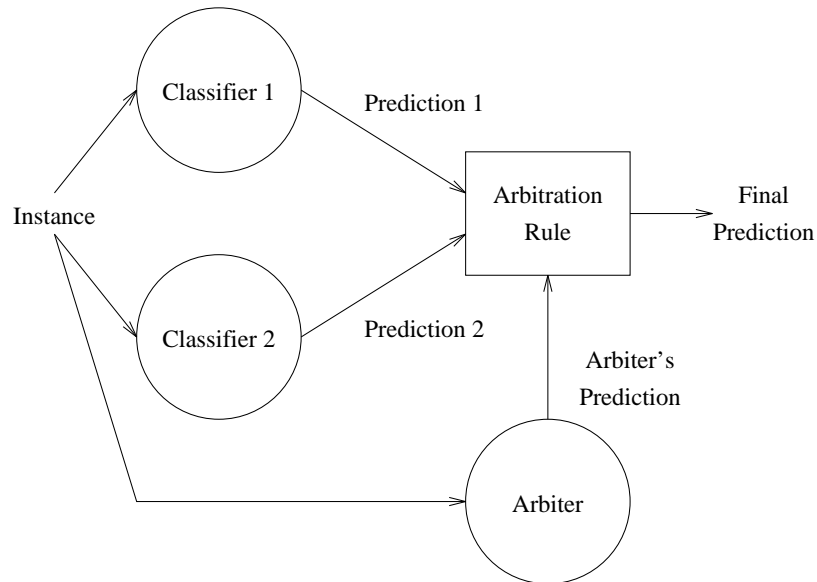 Classifier 1
Prediction 1
Instance
Arbitration
Rule
Final
Prediction
Classifier 2
Prediction 2
Arbiter’s
Prediction
Arbiter